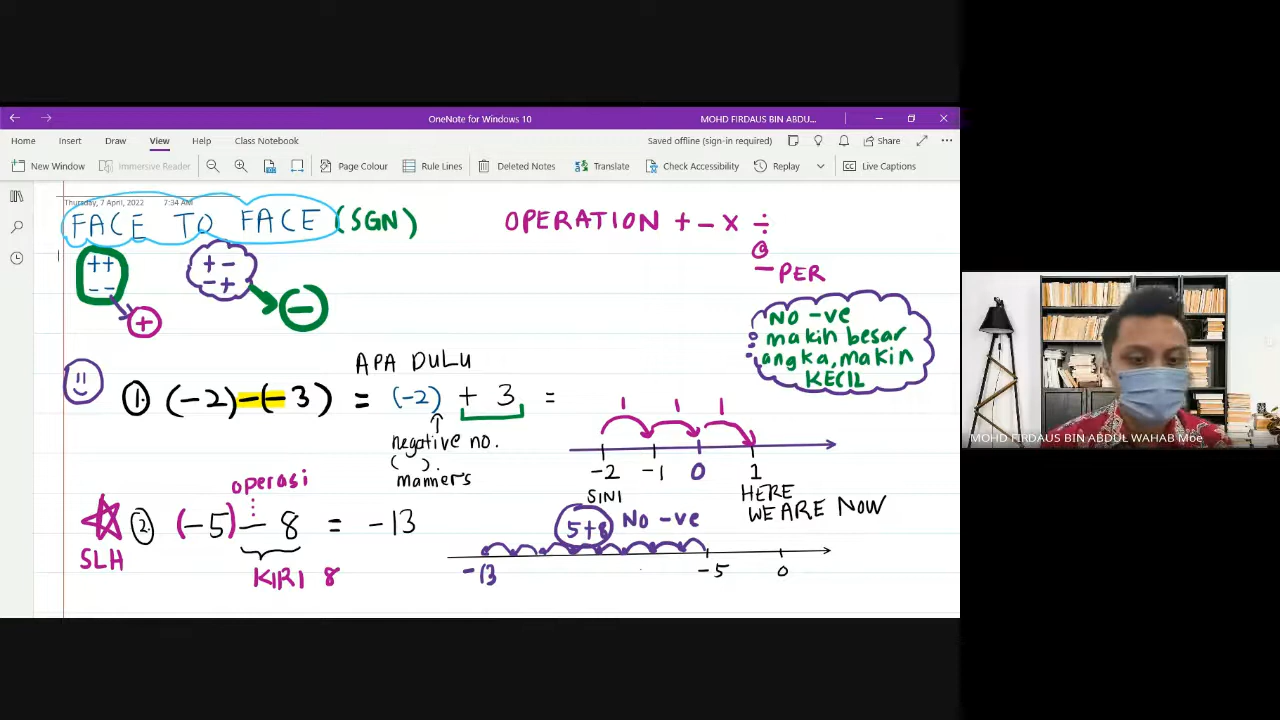 OneNote for Windows 10
MOHD FIRDAUS BIN ABDU...
Home Insert Draw View Help Class Notebook
Saved offline (sign-in required) Share
New Window Immersive Reader Page Colour Rule Lines Deleted Notes Translate Check Accessibility Replay Live Captions
Thursday, 7 April, 2022 7:34 AM
FACE TO FACE (SGN)
OPERATION + − × ÷
@
− PER
++ +−
−− −+
+ −
NO -ve
makin besar
angka, makin
KECIL
APA DULU
1. (−2)−(−3) = (−2) + 3 =
1 1 1
negative no.
( ).
manners
−2 −1 0 1
SINI
HERE
WE ARE NOW
operasi
2. (−5) − 8 = −13
SLH
KIRI 8
5+8 No -ve
−13 −5 0
MOHD FIRDAUS BIN ABDUL WAHAB Moe